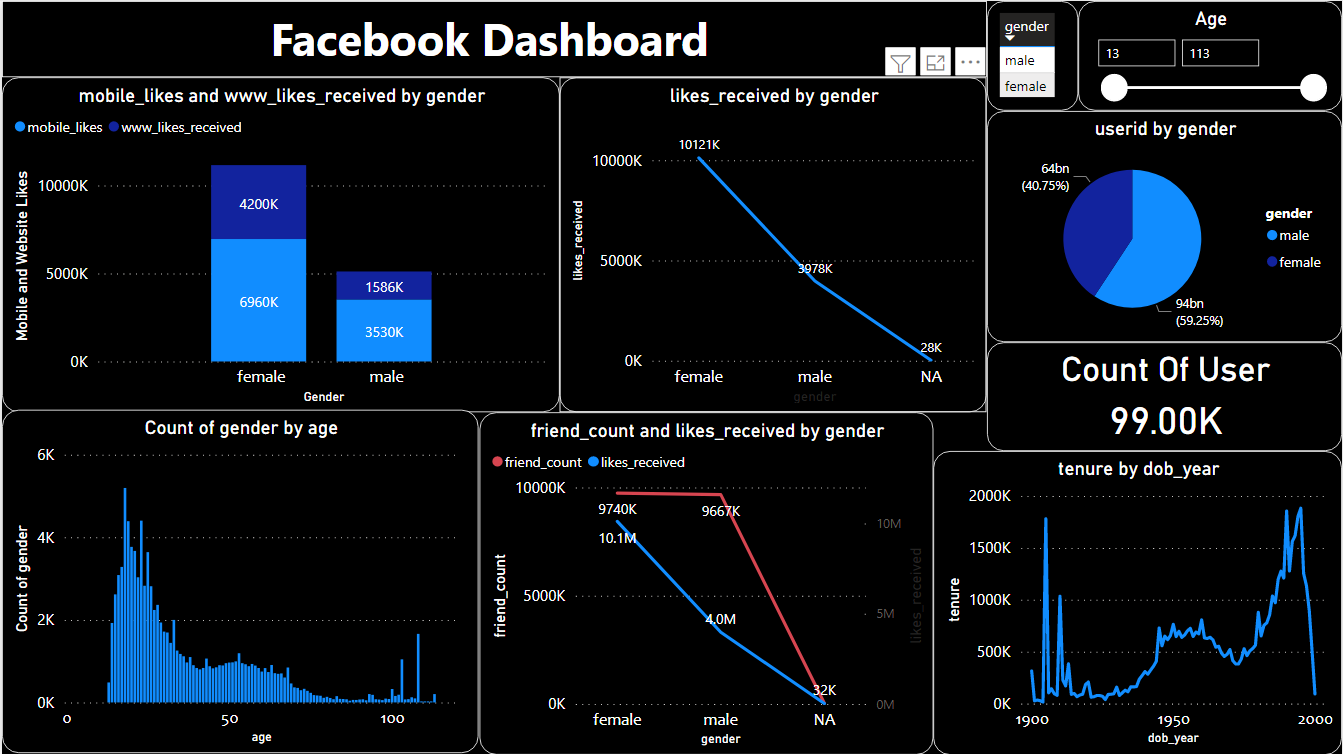 Facebook Dashboard
gender
male
female
Age
13
113
mobile_likes and www_likes_received by gender
mobile_likes
www_likes_received
Mobile and Website Likes
10000K
5000K
0K
4200K
6960K
1586K
3530K
female
male
Gender
likes_received by gender
likes_received
10000K
5000K
0K
10121K
3978K
28K
female
male
NA
gender
userid by gender
64bn
(40.75%)
94bn
(59.25%)
gender
male
female
Count Of User
99.00K
Count of gender by age
Count of gender
6K
4K
2K
0K
0
50
100
age
friend_count and likes_received by gender
friend_count
likes_received
friend_count
10000K
5000K
0K
9740K
10.1M
9667K
4.0M
32K
10M
5M
0M
likes_received
female
male
NA
gender
tenure by dob_year
tenure
2000K
1500K
1000K
500K
0K
1900
1950
2000
dob_year